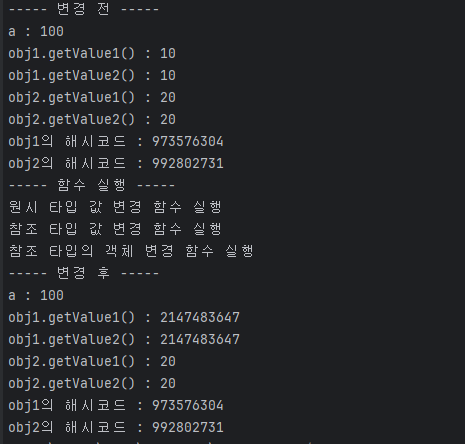 ----- 변경 전 -----
a : 100
obj1.getValue1() : 10
obj1.getValue2() : 10
obj2.getValue1() : 20
obj2.getValue2() : 20
obj1의 해시코드 : 973576304
obj2의 해시코드 : 992802731
----- 함수 실행 -----
원시 타입 값 변경 함수 실행
참조 타입 값 변경 함수 실행
참조 타입의 객체 변경 함수 실행
----- 변경 후 -----
a : 100
obj1.getValue1() : 2147483647
obj1.getValue2() : 2147483647
obj2.getValue1() : 20
obj2.getValue2() : 20
obj1의 해시코드 : 973576304
obj2의 해시코드 : 992802731